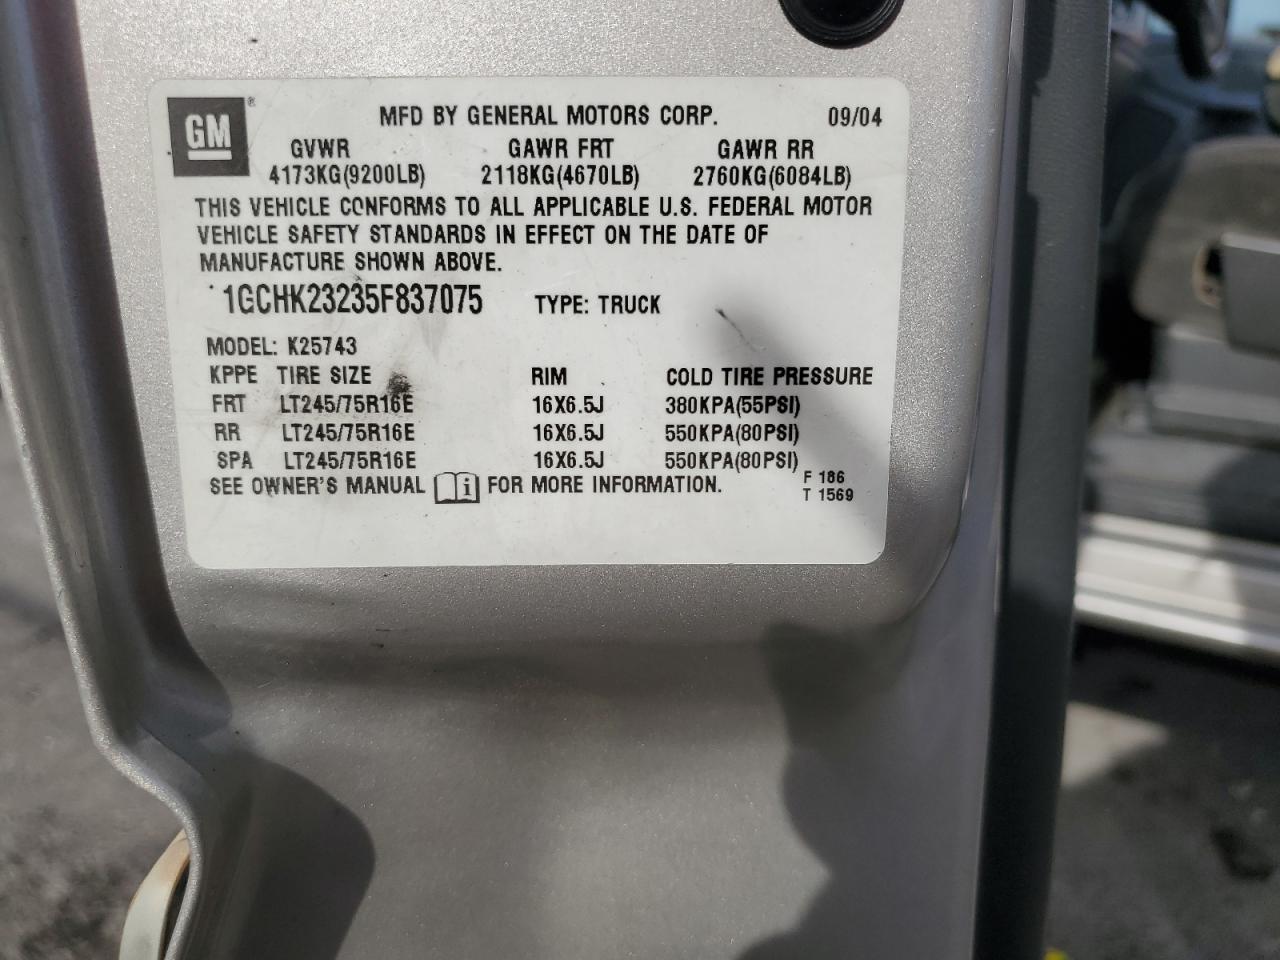 GM ®
MFD BY GENERAL MOTORS CORP. 09/04
GVWR GAWR FRT GAWR RR
4173KG(9200LB) 2118KG(4670LB) 2760KG(6084LB)
THIS VEHICLE CONFORMS TO ALL APPLICABLE U.S. FEDERAL MOTOR
VEHICLE SAFETY STANDARDS IN EFFECT ON THE DATE OF
MANUFACTURE SHOWN ABOVE.
1GCHK23235F837075 TYPE: TRUCK
MODEL: K25743
KPPE TIRE SIZE RIM COLD TIRE PRESSURE
FRT LT245/75R16E 16X6.5J 380KPA(55PSI)
RR LT245/75R16E 16X6.5J 550KPA(80PSI)
SPA LT245/75R16E 16X6.5J 550KPA(80PSI)
SEE OWNER'S MANUAL i FOR MORE INFORMATION.
F 186
T 1569